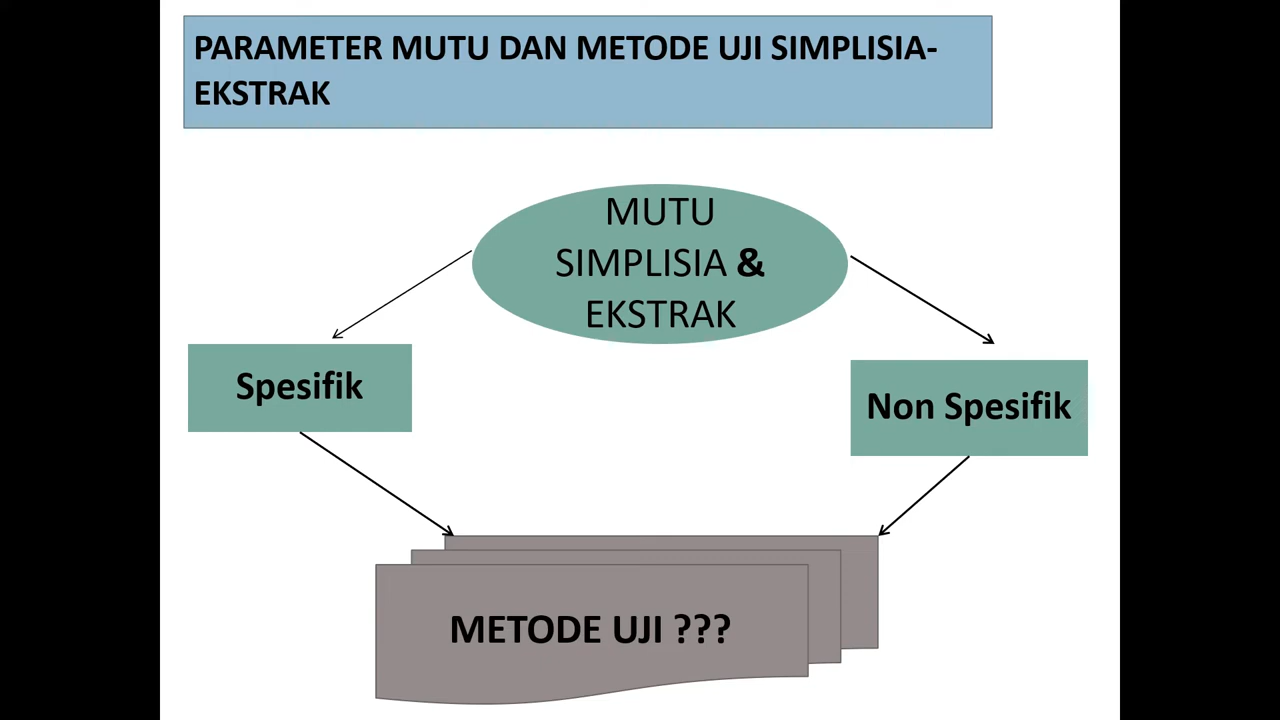 PARAMETER MUTU DAN METODE UJI SIMPLISIA-
EKSTRAK
MUTU
SIMPLISIA &
EKSTRAK
Spesifik
Non Spesifik
METODE UJI ???